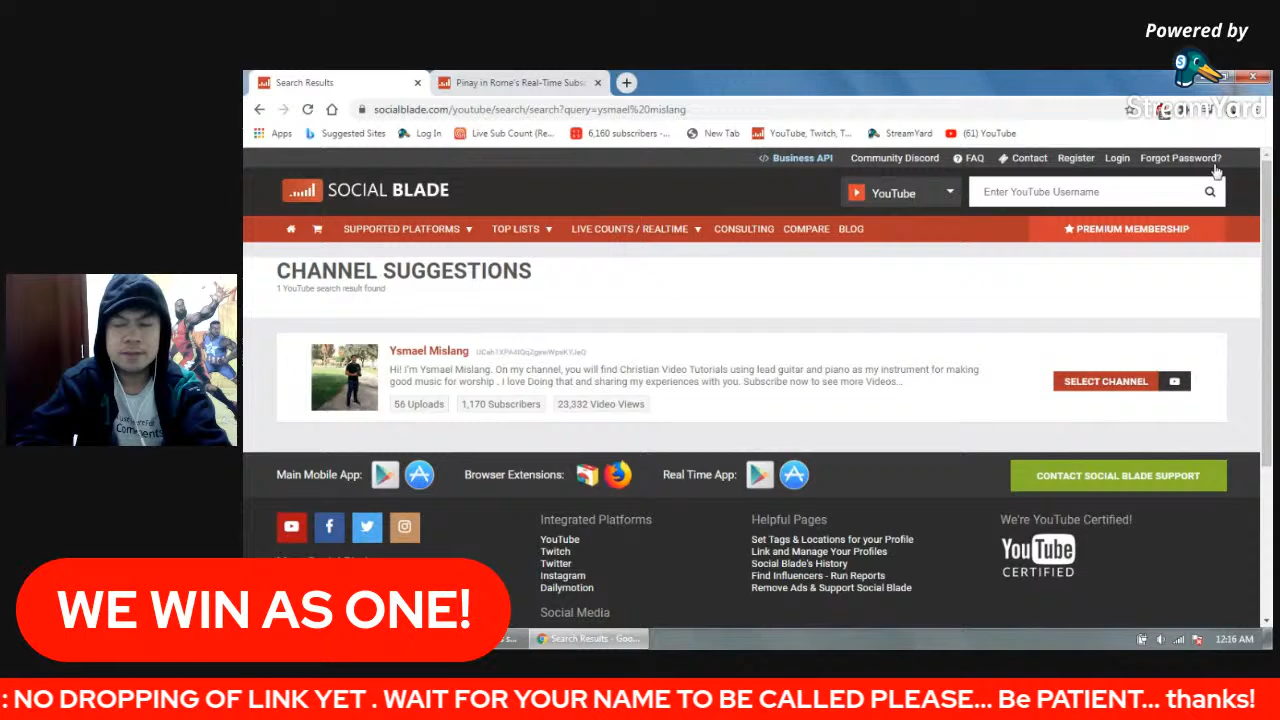 Powered by
StreamYard
Search Results
Pinay in Rome's Real-Time Subs
socialblade.com/youtube/search/search?query=ysmael%20mislang
Apps
Suggested Sites
Log In
Live Sub Count (Re...
6,160 subscribers -...
New Tab
YouTube, Twitch, T...
StreamYard
(61) YouTube
</> Business API
Community Discord
FAQ
Contact
Register
Login
Forgot Password?
SOCIAL BLADE
YouTube
Enter YouTube Username
SUPPORTED PLATFORMS
TOP LISTS
LIVE COUNTS / REALTIME
CONSULTING
COMPARE
BLOG
PREMIUM MEMBERSHIP
CHANNEL SUGGESTIONS
1 YouTube search result found
Ysmael Mislang
Hi! I'm Ysmael Mislang. On my channel, you will find Christian Video Tutorials using lead guitar and piano as my instrument for making
good music for worship . I love Doing that and sharing my experiences with you. Subscribe now to see more Videos...
56 Uploads
1,170 Subscribers
23,332 Video Views
SELECT CHANNEL
Main Mobile App:
Browser Extensions:
Real Time App:
CONTACT SOCIAL BLADE SUPPORT
Integrated Platforms
YouTube
Twitch
Twitter
Instagram
Dailymotion
Social Media
Helpful Pages
Set Tags & Locations for your Profile
Link and Manage Your Profiles
Social Blade's History
Find Influencers - Run Reports
Remove Ads & Support Social Blade
We're YouTube Certified!
YouTube
CERTIFIED
Comments
WE WIN AS ONE!
Search Results - Goo...
12:16 AM
: NO DROPPING OF LINK YET . WAIT FOR YOUR NAME TO BE CALLED PLEASE... Be PATIENT... thanks!